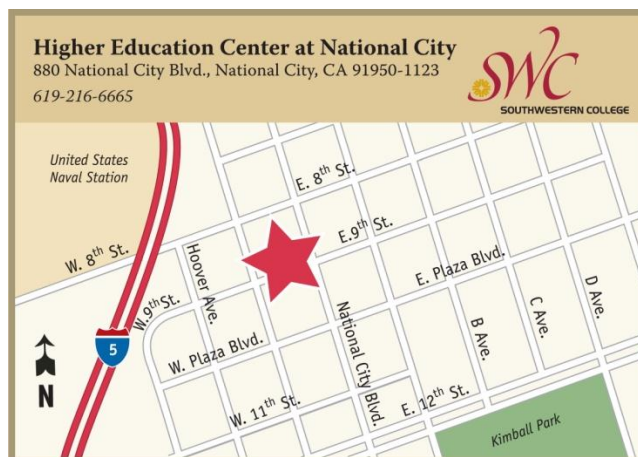 Higher Education Center at National City
880 National City Blvd., National City, CA 91950-1123
619-216-6665
SWC
SOUTHWESTERN COLLEGE
United States
Naval Station
E. 8th St.
W. 8th St.
E.9th St.
Hoover Ave.
W.9th St.
E. Plaza Blvd.
D Ave.
C Ave.
B Ave.
National City Blvd.
W. Plaza Blvd.
5
N
W. 11th St.
E. 12th St.
Kimball Park